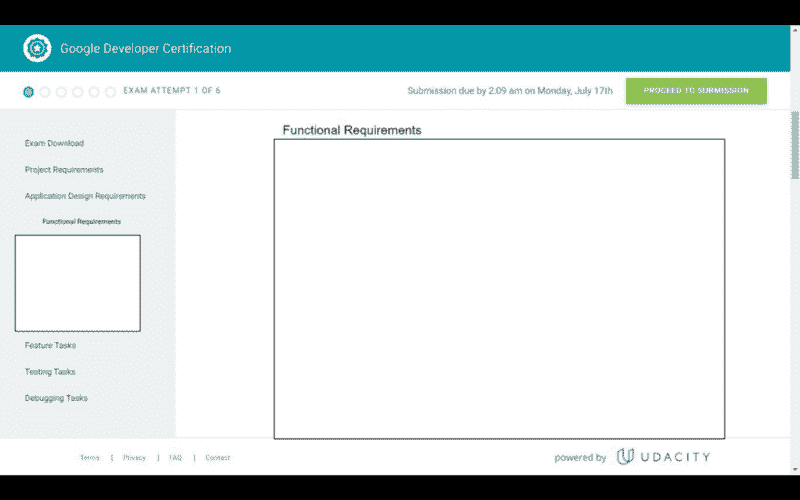 Google Developer Certification
EXAM ATTEMPT 1 OF 6
Submission due by 2:09 am on Monday, July 17th
PROCEED TO SUBMISSION
Exam Download
Project Requirements
Application Design Requirements
Functional Requirements
Feature Tasks
Testing Tasks
Debugging Tasks
Functional Requirements
Terms | Privacy | FAQ | Contact
powered by UDACITY